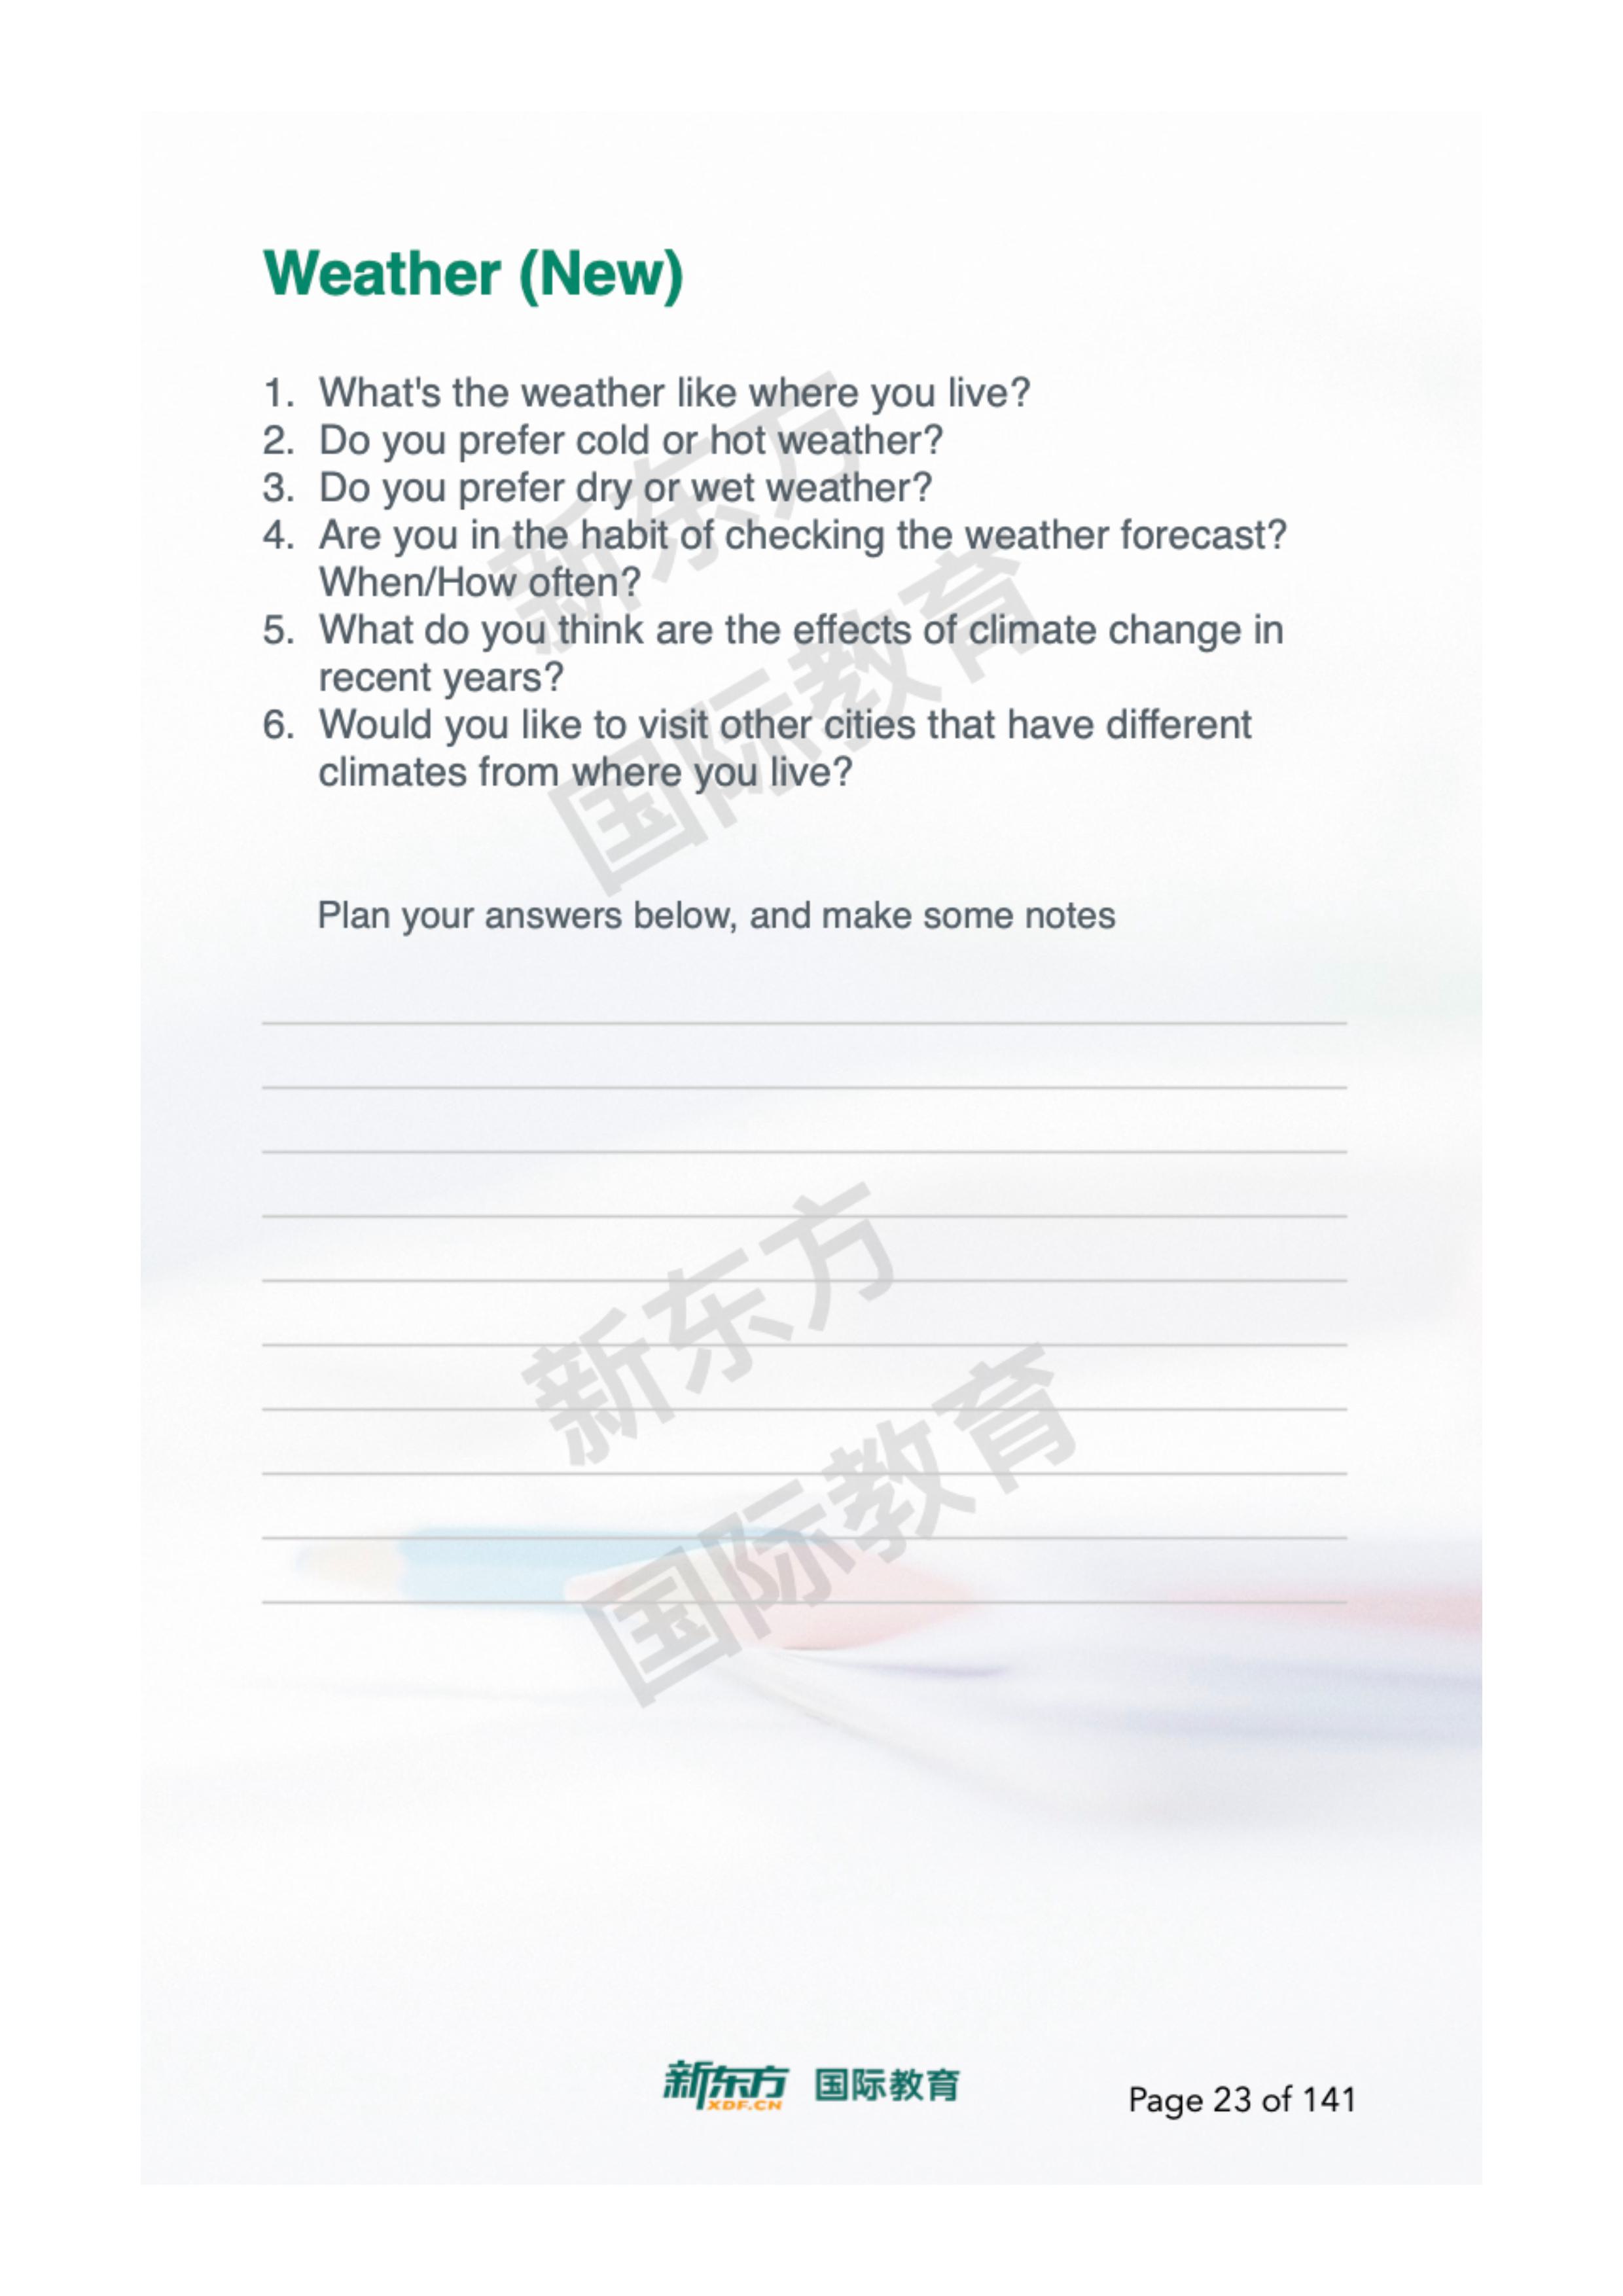 Weather (New)
1. What's the weather like where you live?
2. Do you prefer cold or hot weather?
3. Do you prefer dry or wet weather?
4. Are you in the habit of checking the weather forecast?
When/How often?
5. What do you think are the effects of climate change in
recent years?
6. Would you like to visit other cities that have different
climates from where you live?
新东方
国际教育
Plan your answers below, and make some notes
新东方
国际教育
新东方 国际教育
XDF.CN
Page 23 of 141